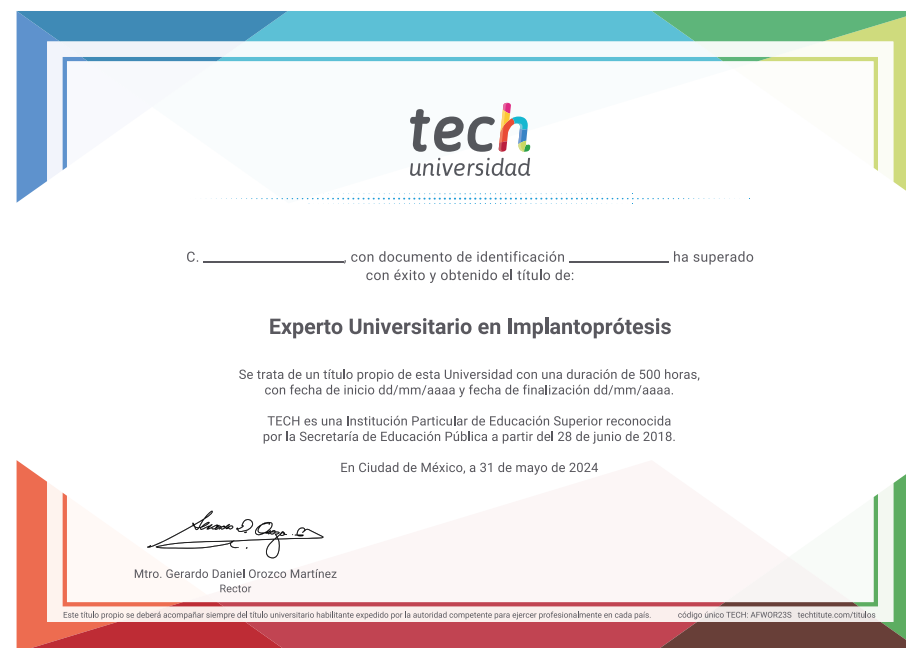 tech
universidad
C. ____________, con documento de identificación ____________ ha superado
con éxito y obtenido el título de:
Experto Universitario en Implantoprótesis
Se trata de un título propio de esta Universidad con una duración de 500 horas,
con fecha de inicio dd/mm/aaaa y fecha de finalización dd/mm/aaaa.
TECH es una Institución Particular de Educación Superior reconocida
por la Secretaría de Educación Pública a partir del 28 de junio de 2018.
En Ciudad de México, a 31 de mayo de 2024
Mtro. Gerardo Daniel Orozco Martínez
Rector
Este título propio se deberá acompañar siempre del título universitario habilitante expedido por la autoridad competente para ejercer profesionalmente en cada país. código único TECH: AFWOR23S techtitute.com/titulos